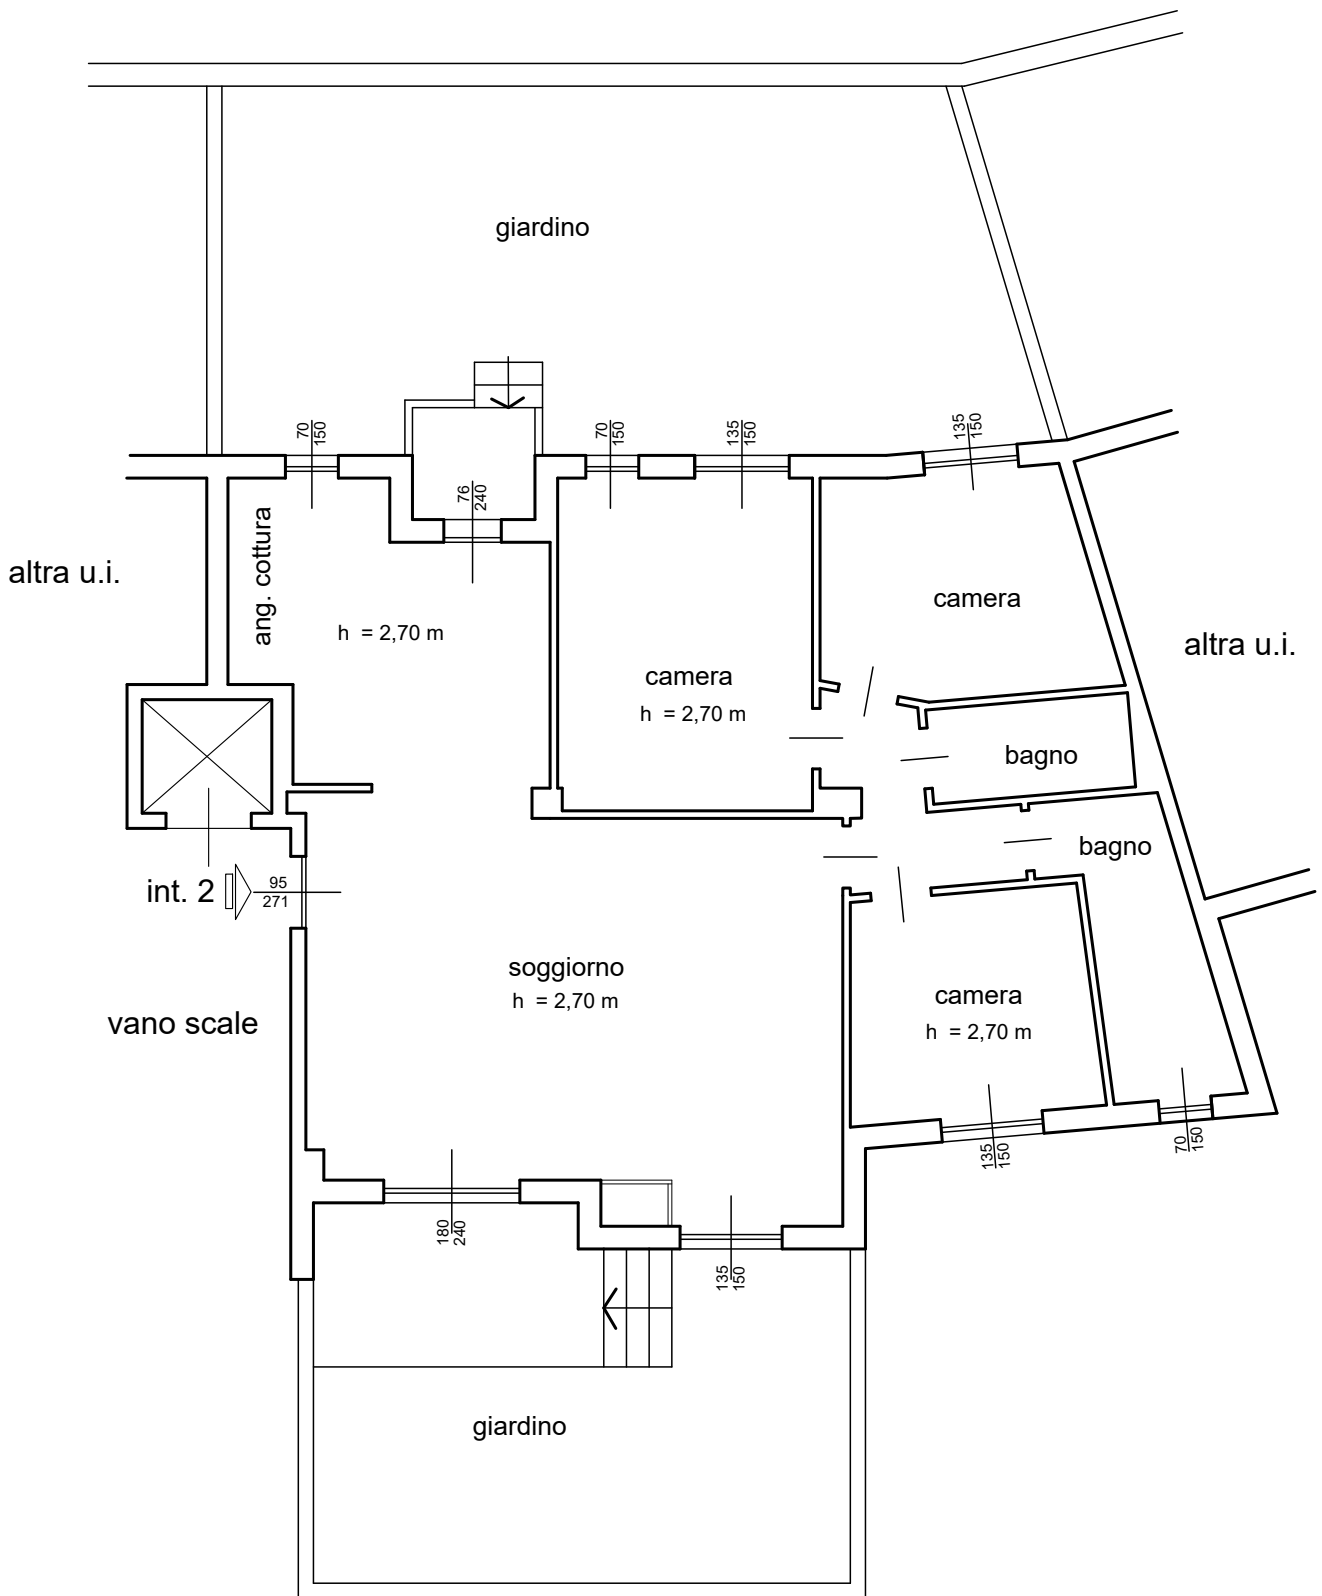 giardino
70
150
70
150
135
150
135
150
76
240
ang. cottura
altra u.i.
h = 2,70 m
camera
altra u.i.
camera
h = 2,70 m
bagno
bagno
int. 2
95
271
soggiorno
h = 2,70 m
camera
h = 2,70 m
vano scale
135
150
70
150
180
240
135
150
giardino